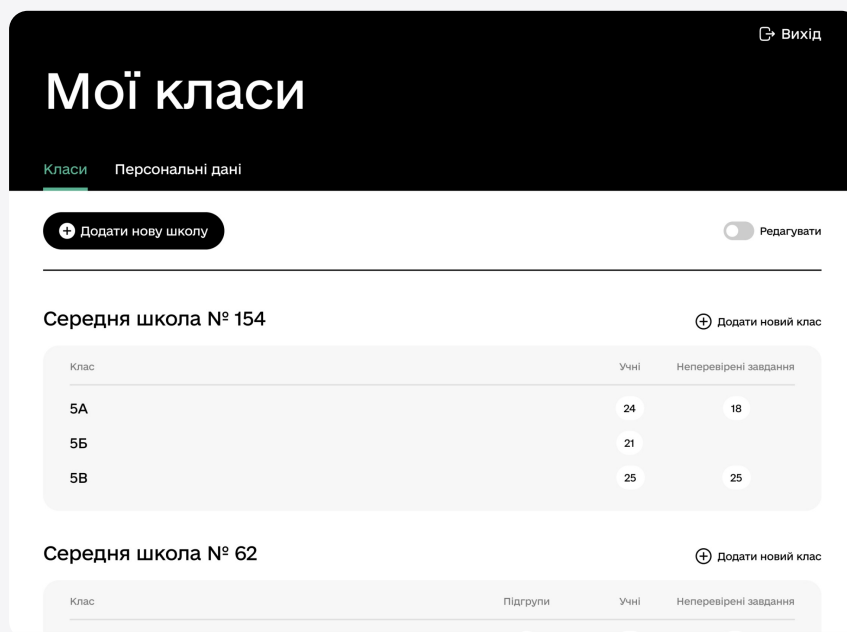 Вихід
Мої класи
Класи Персональні дані
Додати нову школу Редагувати
Середня школа № 154 Додати новий клас
Клас Учні Неперевірені завдання
5А 24 18
5Б 21
5В 25 25
Середня школа № 62 Додати новий клас
Клас Підгрупи Учні Неперевірені завдання